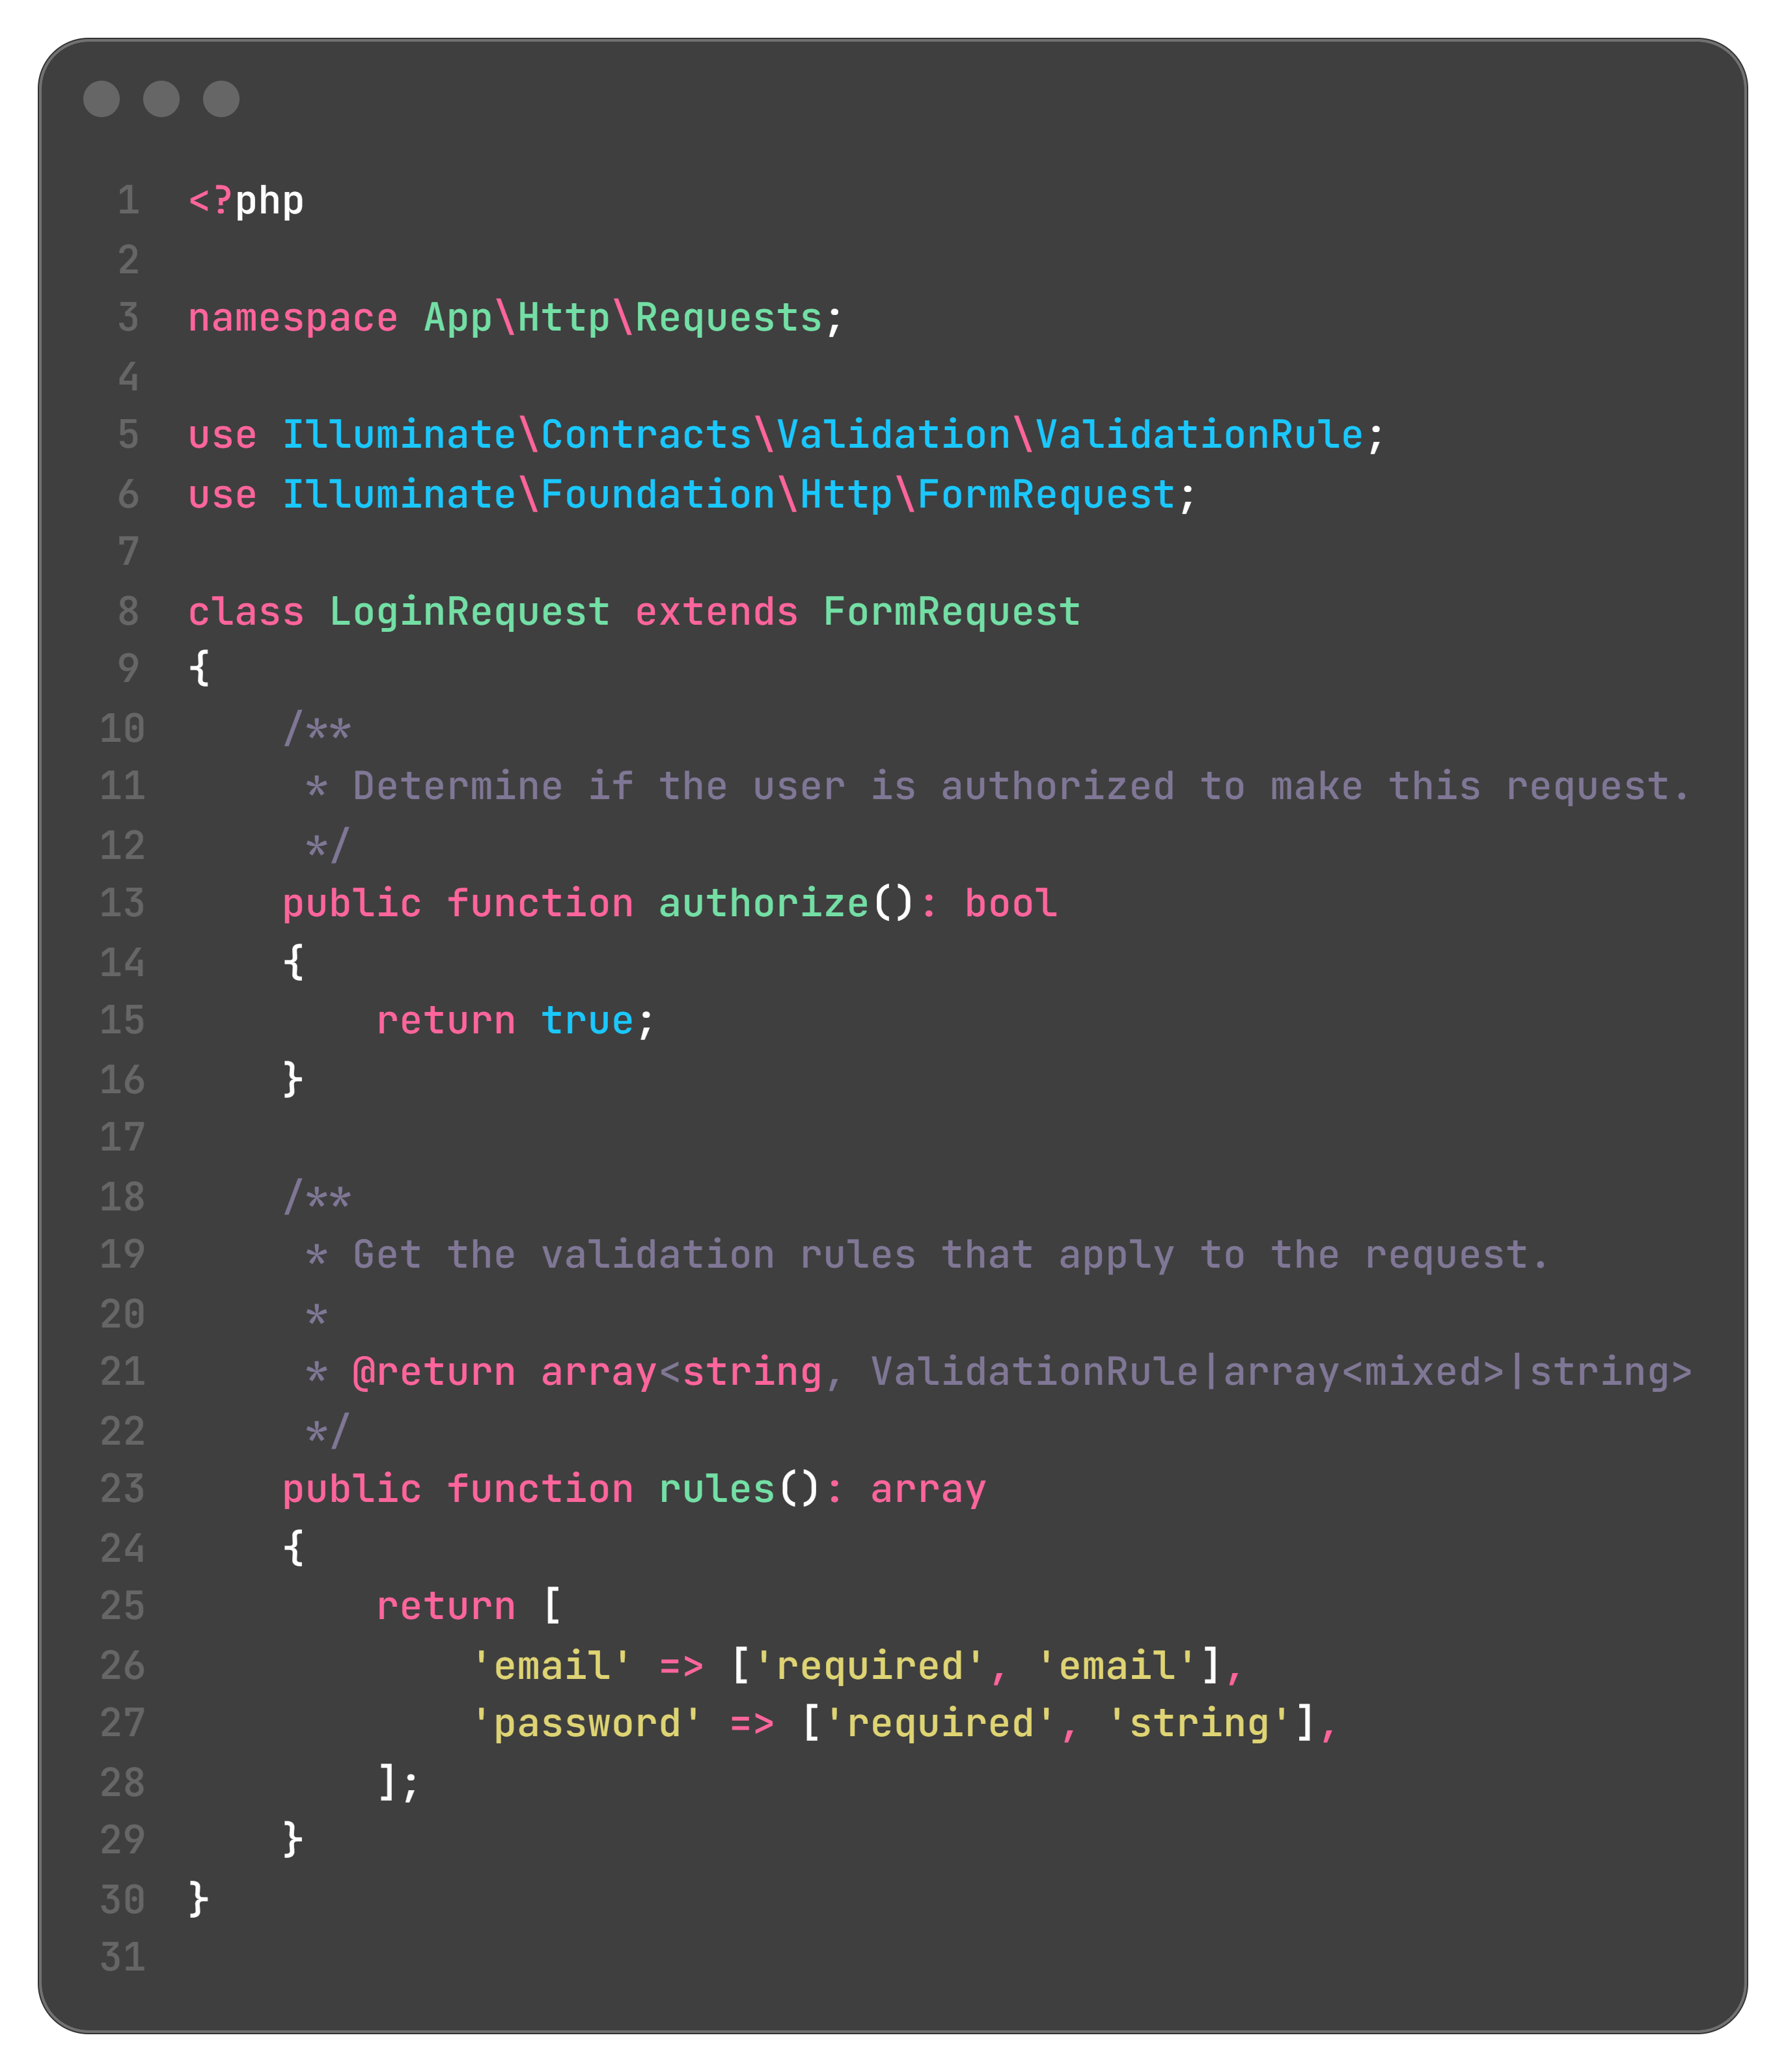 1 <?php
2
3 namespace App\Http\Requests;
4
5 use Illuminate\Contracts\Validation\ValidationRule;
6 use Illuminate\Foundation\Http\FormRequest;
7
8 class LoginRequest extends FormRequest
9 {
10     /**
11      * Determine if the user is authorized to make this request.
12      */
13     public function authorize(): bool
14     {
15         return true;
16     }
17
18     /**
19      * Get the validation rules that apply to the request.
20      *
21      * @return array<string, ValidationRule|array<mixed>|string>
22      */
23     public function rules(): array
24     {
25         return [
26             'email' => ['required', 'email'],
27             'password' => ['required', 'string'],
28         ];
29     }
30 }
31